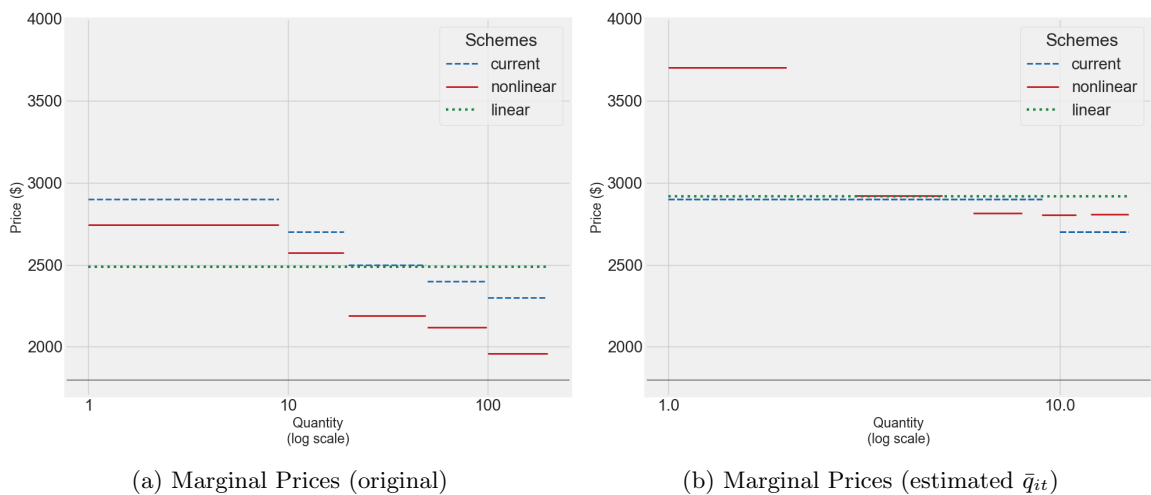 4000
3500
3000
2500
2000
Price ($)
Schemes
current
nonlinear
linear
1
10
100
Quantity
(log scale)
(a) Marginal Prices (original)
4000
3500
3000
2500
2000
Price ($)
Schemes
current
nonlinear
linear
1.0
10.0
Quantity
(log scale)
(b) Marginal Prices (estimated q̄ᵢₜ)